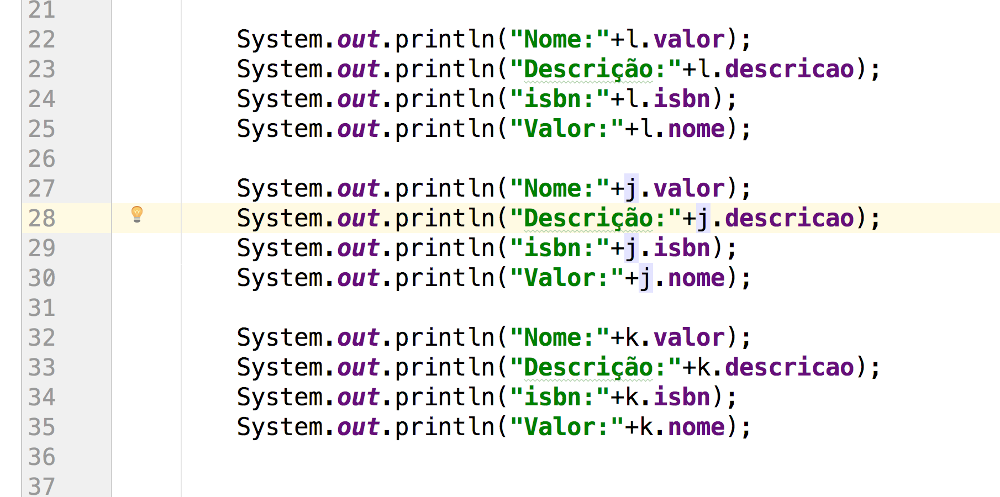 21
22 System.out.println("Nome:"+l.valor);
23 System.out.println("Descrição:"+l.descricao);
24 System.out.println("isbn:"+l.isbn);
25 System.out.println("Valor:"+l.nome);
26
27 System.out.println("Nome:"+j.valor);
28 System.out.println("Descrição:"+j.descricao);
29 System.out.println("isbn:"+j.isbn);
30 System.out.println("Valor:"+j.nome);
31
32 System.out.println("Nome:"+k.valor);
33 System.out.println("Descrição:"+k.descricao);
34 System.out.println("isbn:"+k.isbn);
35 System.out.println("Valor:"+k.nome);
36
37